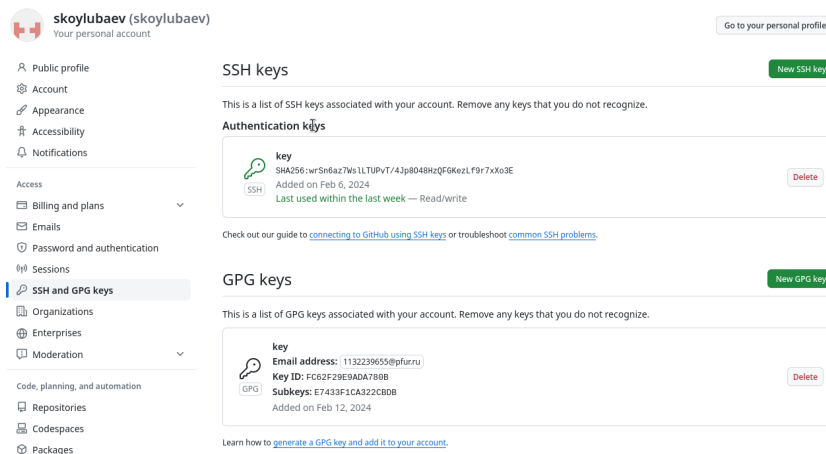 skoylubaev (skoylubaev)
Your personal account
Go to your personal profile
Public profile
Account
Appearance
Accessibility
Notifications
Access
Billing and plans
Emails
Password and authentication
Sessions
SSH and GPG keys
Organizations
Enterprises
Moderation
Code, planning, and automation
Repositories
Codespaces
Packages
SSH keys
New SSH key
This is a list of SSH keys associated with your account. Remove any keys that you do not recognize.
Authentication keys
key
SHA256:wrSn6az7WslLTUPvT/4Jp8O48HzQFGKezLf9r7xXo3E
SSH
Added on Feb 6, 2024
Last used within the last week — Read/write
Delete
Check out our guide to connecting to GitHub using SSH keys or troubleshoot common SSH problems.
GPG keys
New GPG key
This is a list of GPG keys associated with your account. Remove any keys that you do not recognize.
key
Email address: 1132239655@pfur.ru
Key ID: FC62F29E9ADA780B
GPG
Subkeys: E7433F1CA322CBDB
Added on Feb 12, 2024
Delete
Learn how to generate a GPG key and add it to your account.